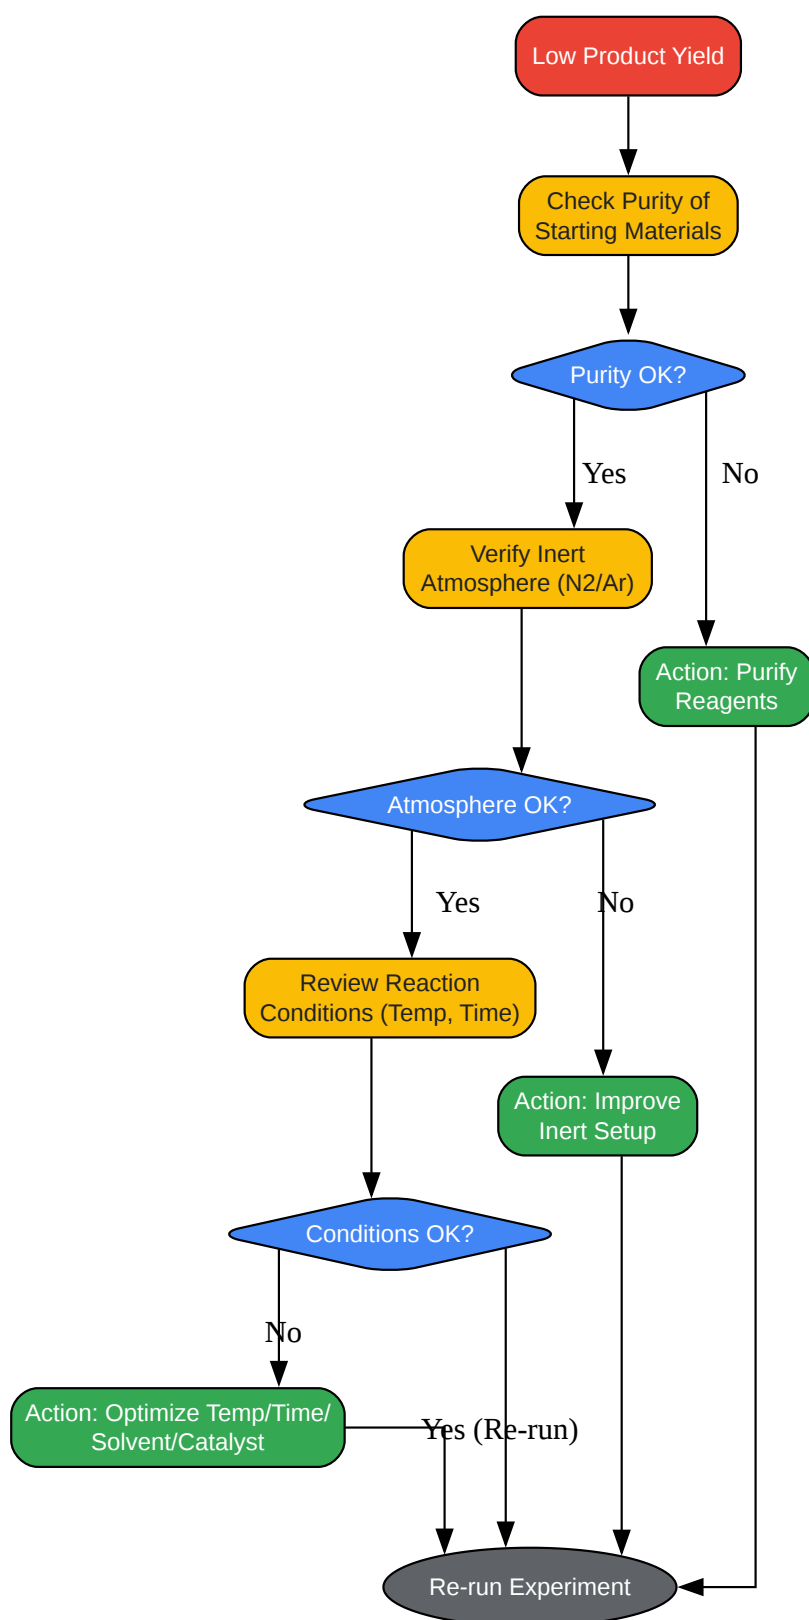 Low Product Yield
Check Purity of
Starting Materials
Purity OK?
Yes
No
Verify Inert
Atmosphere (N2/Ar)
Action: Purify
Reagents
Atmosphere OK?
Yes
No
Review Reaction
Conditions (Temp, Time)
Action: Improve
Inert Setup
Conditions OK?
No
Action: Optimize Temp/Time/
Solvent/Catalyst
Yes (Re-run)
Re-run Experiment